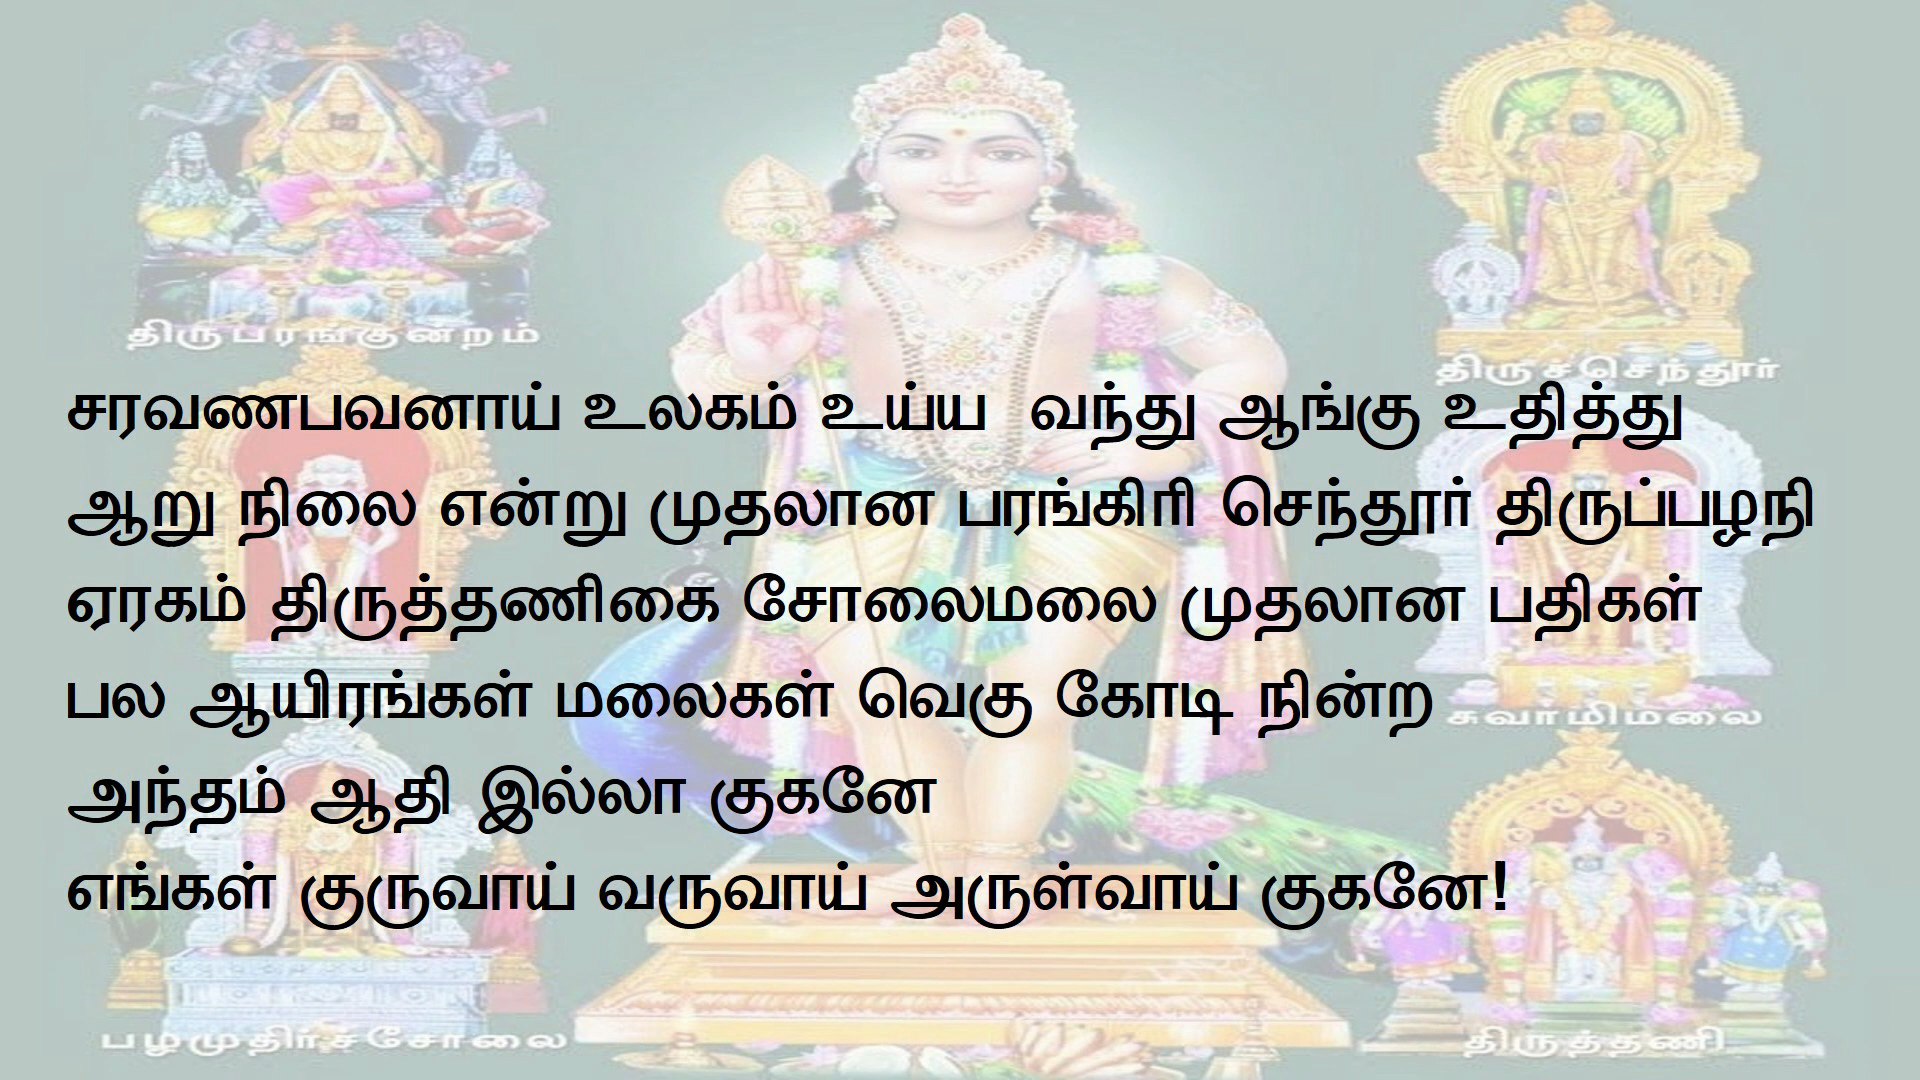 திருபரங்குன்றம்
திருச்செந்தூர்
சரவணபவனாய் உலகம் உய்ய வந்து ஆங்கு உதித்து
ஆறு நிலை என்று முதலான பரங்கிரி செந்தூர் திருப்பழநி
ஏரகம் திருத்தணிகை சோலைமலை முதலான பதிகள்
பல ஆயிரங்கள் மலைகள் வெகு கோடி நின்ற
சுவாமிமலை
அந்தம் ஆதி இல்லா குகனே
எங்கள் குருவாய் வருவாய் அருள்வாய் குகனே!
பழமுதிர்ச்சோலை
திருத்தணி